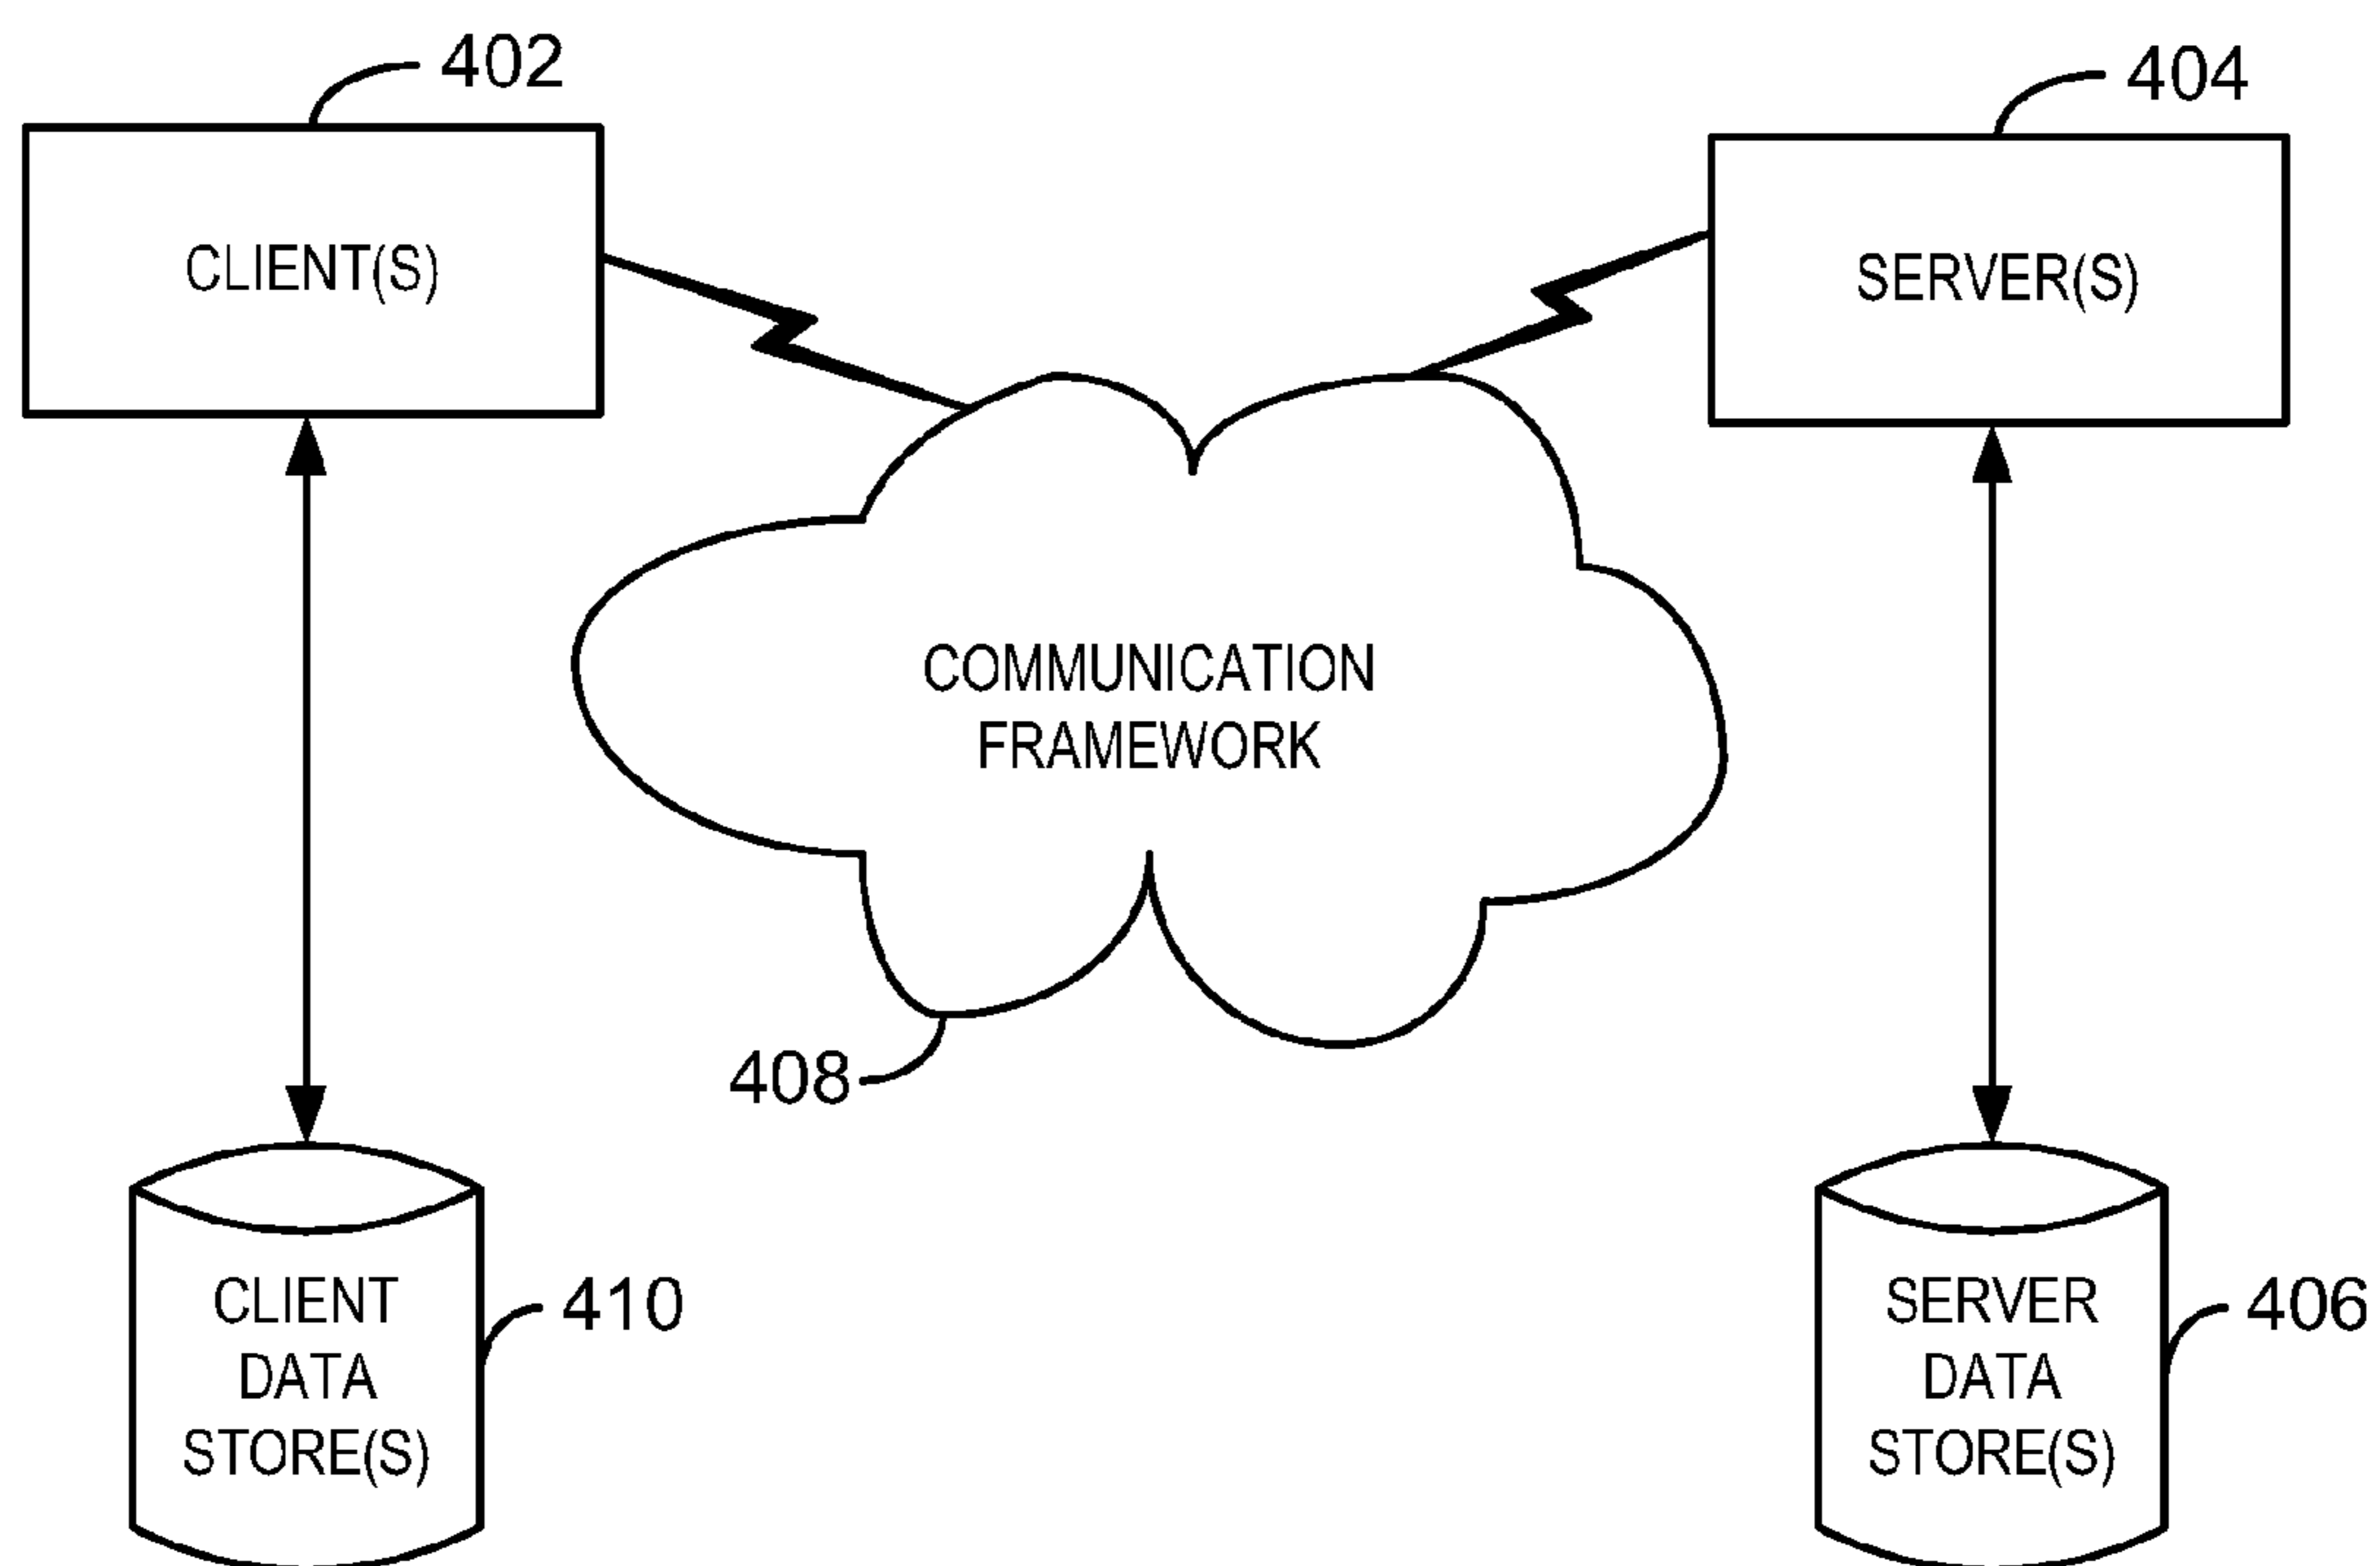 402
404
CLIENT(S)
SERVER(S)
COMMUNICATION
FRAMEWORK
408
CLIENT
DATA
STORE(S)
410
SERVER
DATA
STORE(S)
406